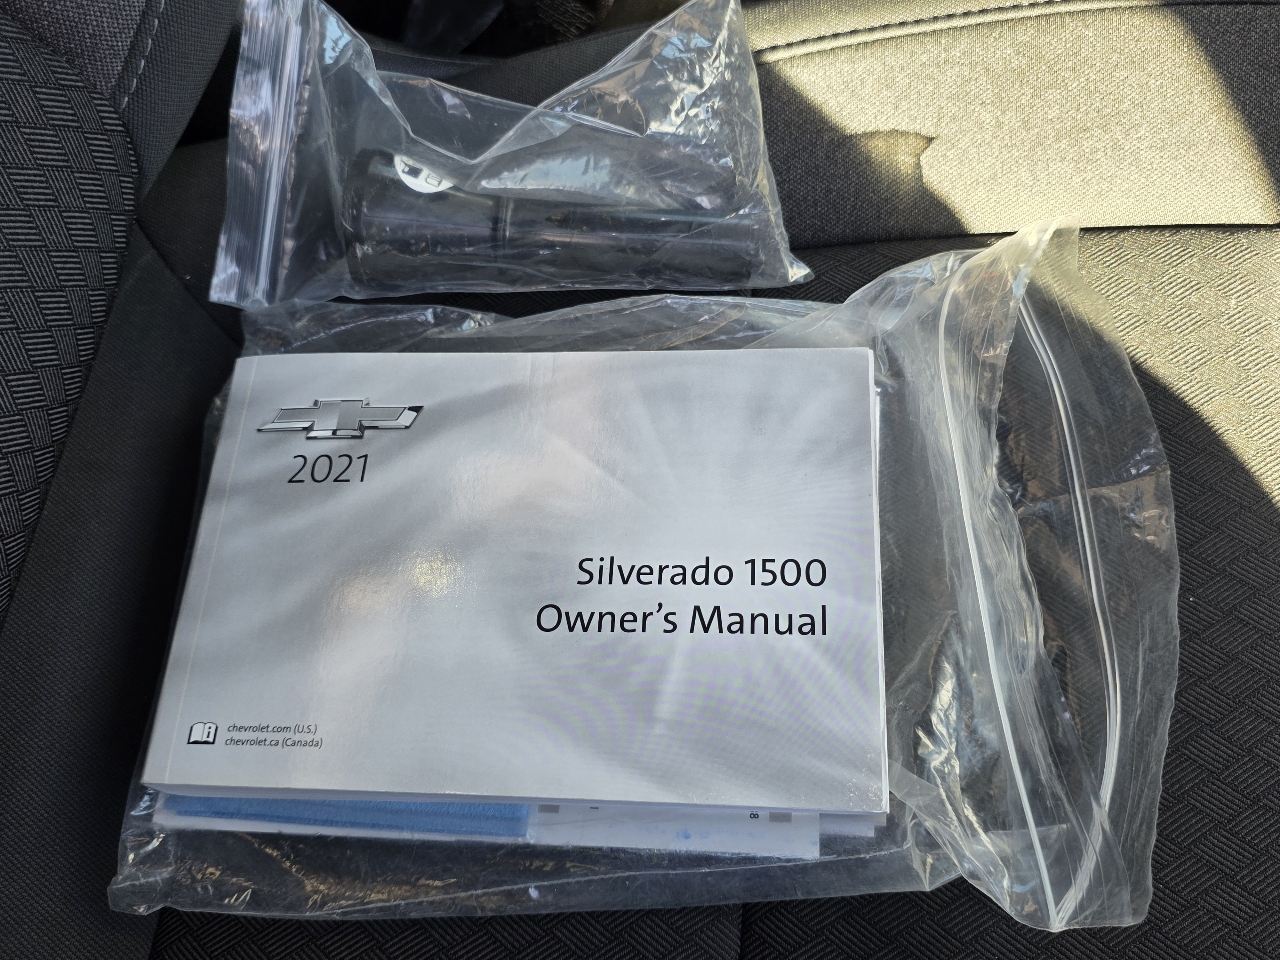 2021
Silverado 1500
Owner's Manual
chevrolet.com (U.S.)
chevrolet.ca (Canada)